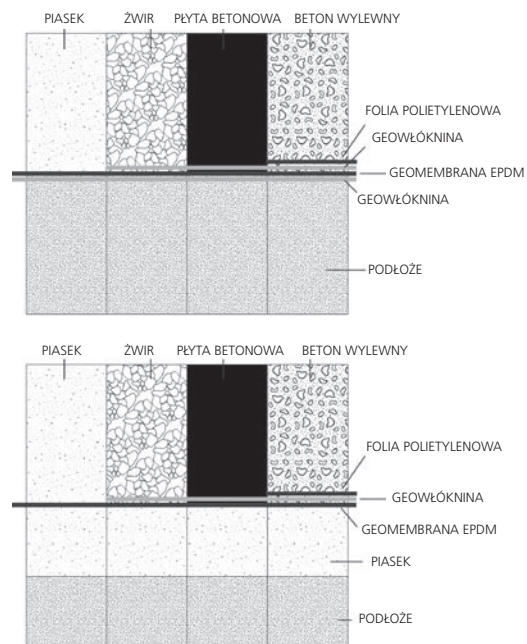 PIASEK ŻWIR PŁYTA BETONOWA BETON WYLEWNY
FOLIA POLIETYLENOWA
GEOWŁÓKNINA
GEOMEMBRANA EPDM
GEOWŁÓKNINA
PODŁOŻE
PIASEK ŻWIR PŁYTA BETONOWA BETON WYLEWNY
FOLIA POLIETYLENOWA
GEOWŁÓKNINA
GEOMEMBRANA EPDM
PIASEK
PODŁOŻE